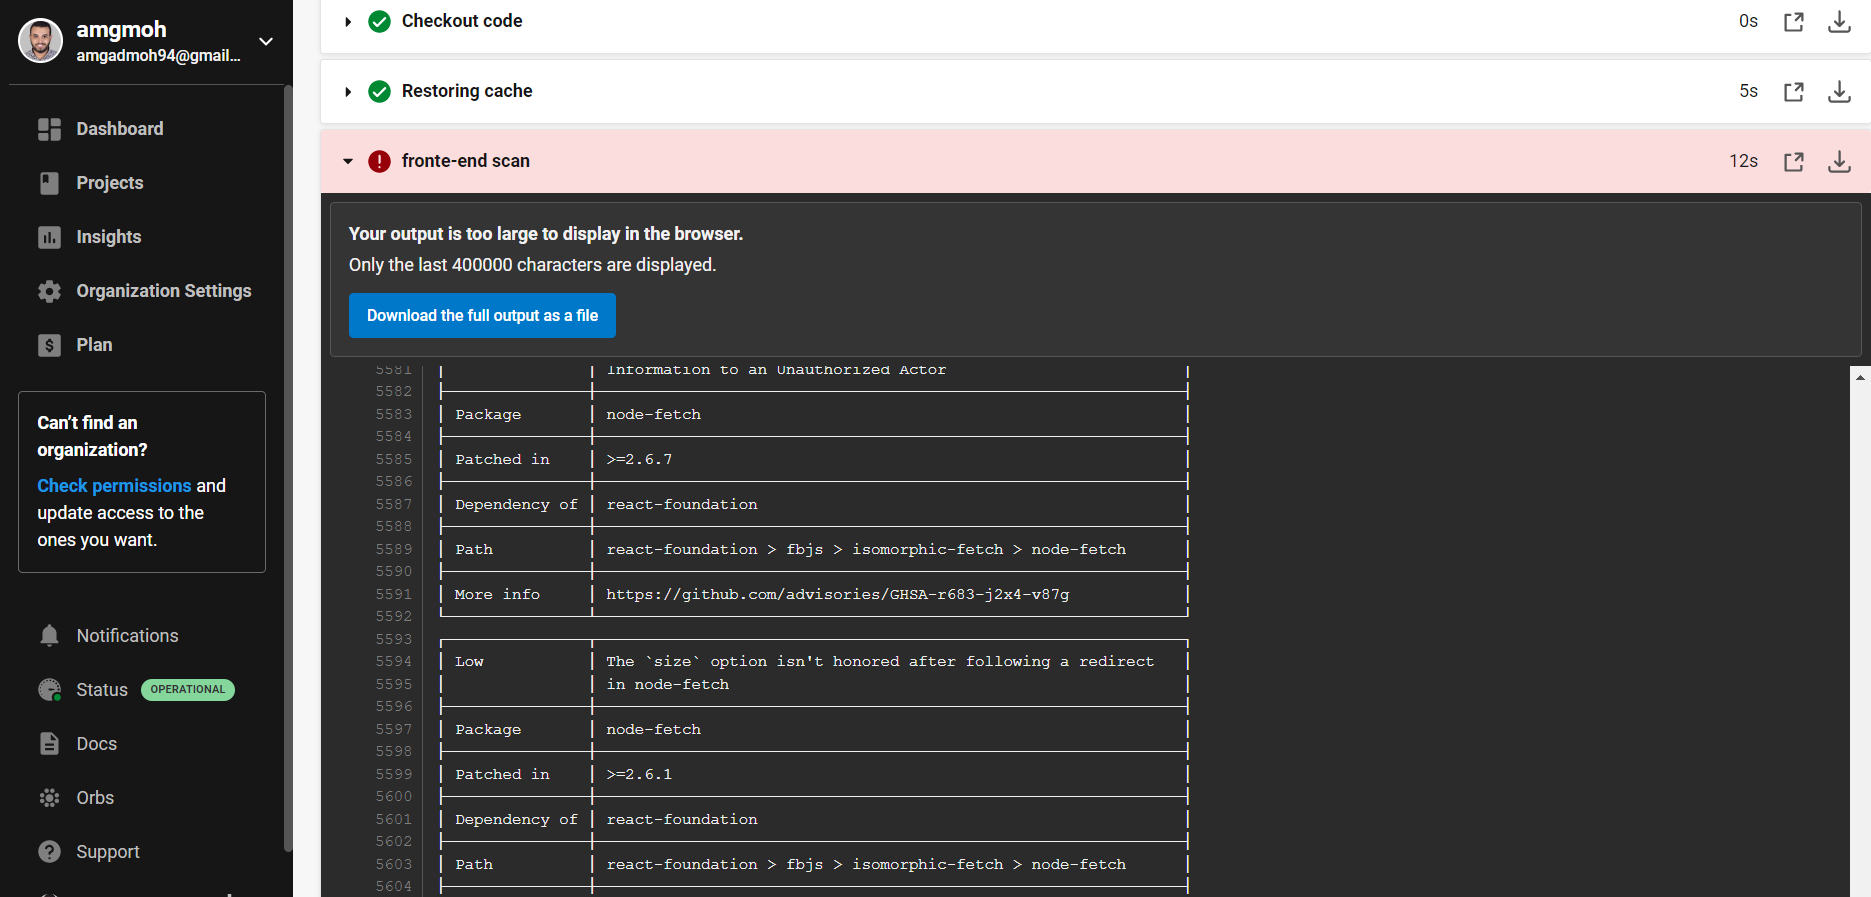 amgmoh
amgadmoh94@gmail...
Dashboard
Projects
Insights
Organization Settings
Plan
Can't find an
organization?
Check permissions and
update access to the
ones you want.
Notifications
Status OPERATIONAL
Docs
Orbs
Support
Checkout code 0s
Restoring cache 5s
fronte-end scan 12s
Your output is too large to display in the browser.
Only the last 400000 characters are displayed.
Download the full output as a file
5581 Information to an Unauthorized Actor
5582
5583 Package node-fetch
5584
5585 Patched in >=2.6.7
5586
5587 Dependency of react-foundation
5588
5589 Path react-foundation > fbjs > isomorphic-fetch > node-fetch
5590
5591 More info https://github.com/advisories/GHSA-r683-j2x4-v87g
5592
5593
5594 Low The `size` option isn't honored after following a redirect
5595 in node-fetch
5596
5597 Package node-fetch
5598
5599 Patched in >=2.6.1
5600
5601 Dependency of react-foundation
5602
5603 Path react-foundation > fbjs > isomorphic-fetch > node-fetch
5604